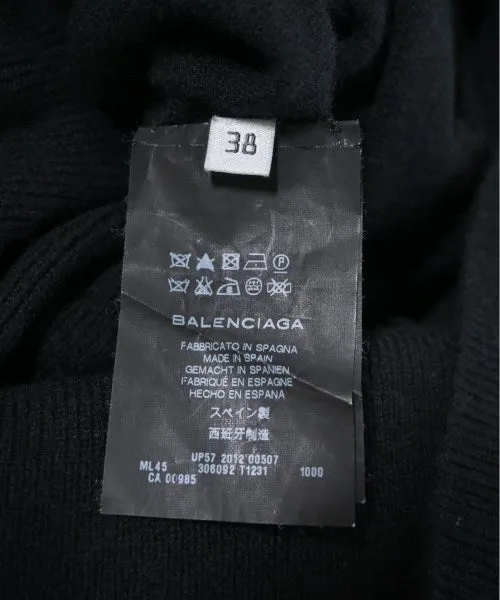 38
BALENCIAGA
FABBRICATO IN SPAGNA
MADE IN SPAIN
GEMACHT IN SPANIEN
FABRIQUÉ EN ESPAGNE
HECHO EN ESPANA
スペイン製
西班牙制造
UP57 2012 00507
ML45 306092 T1231 1000
CA 00985